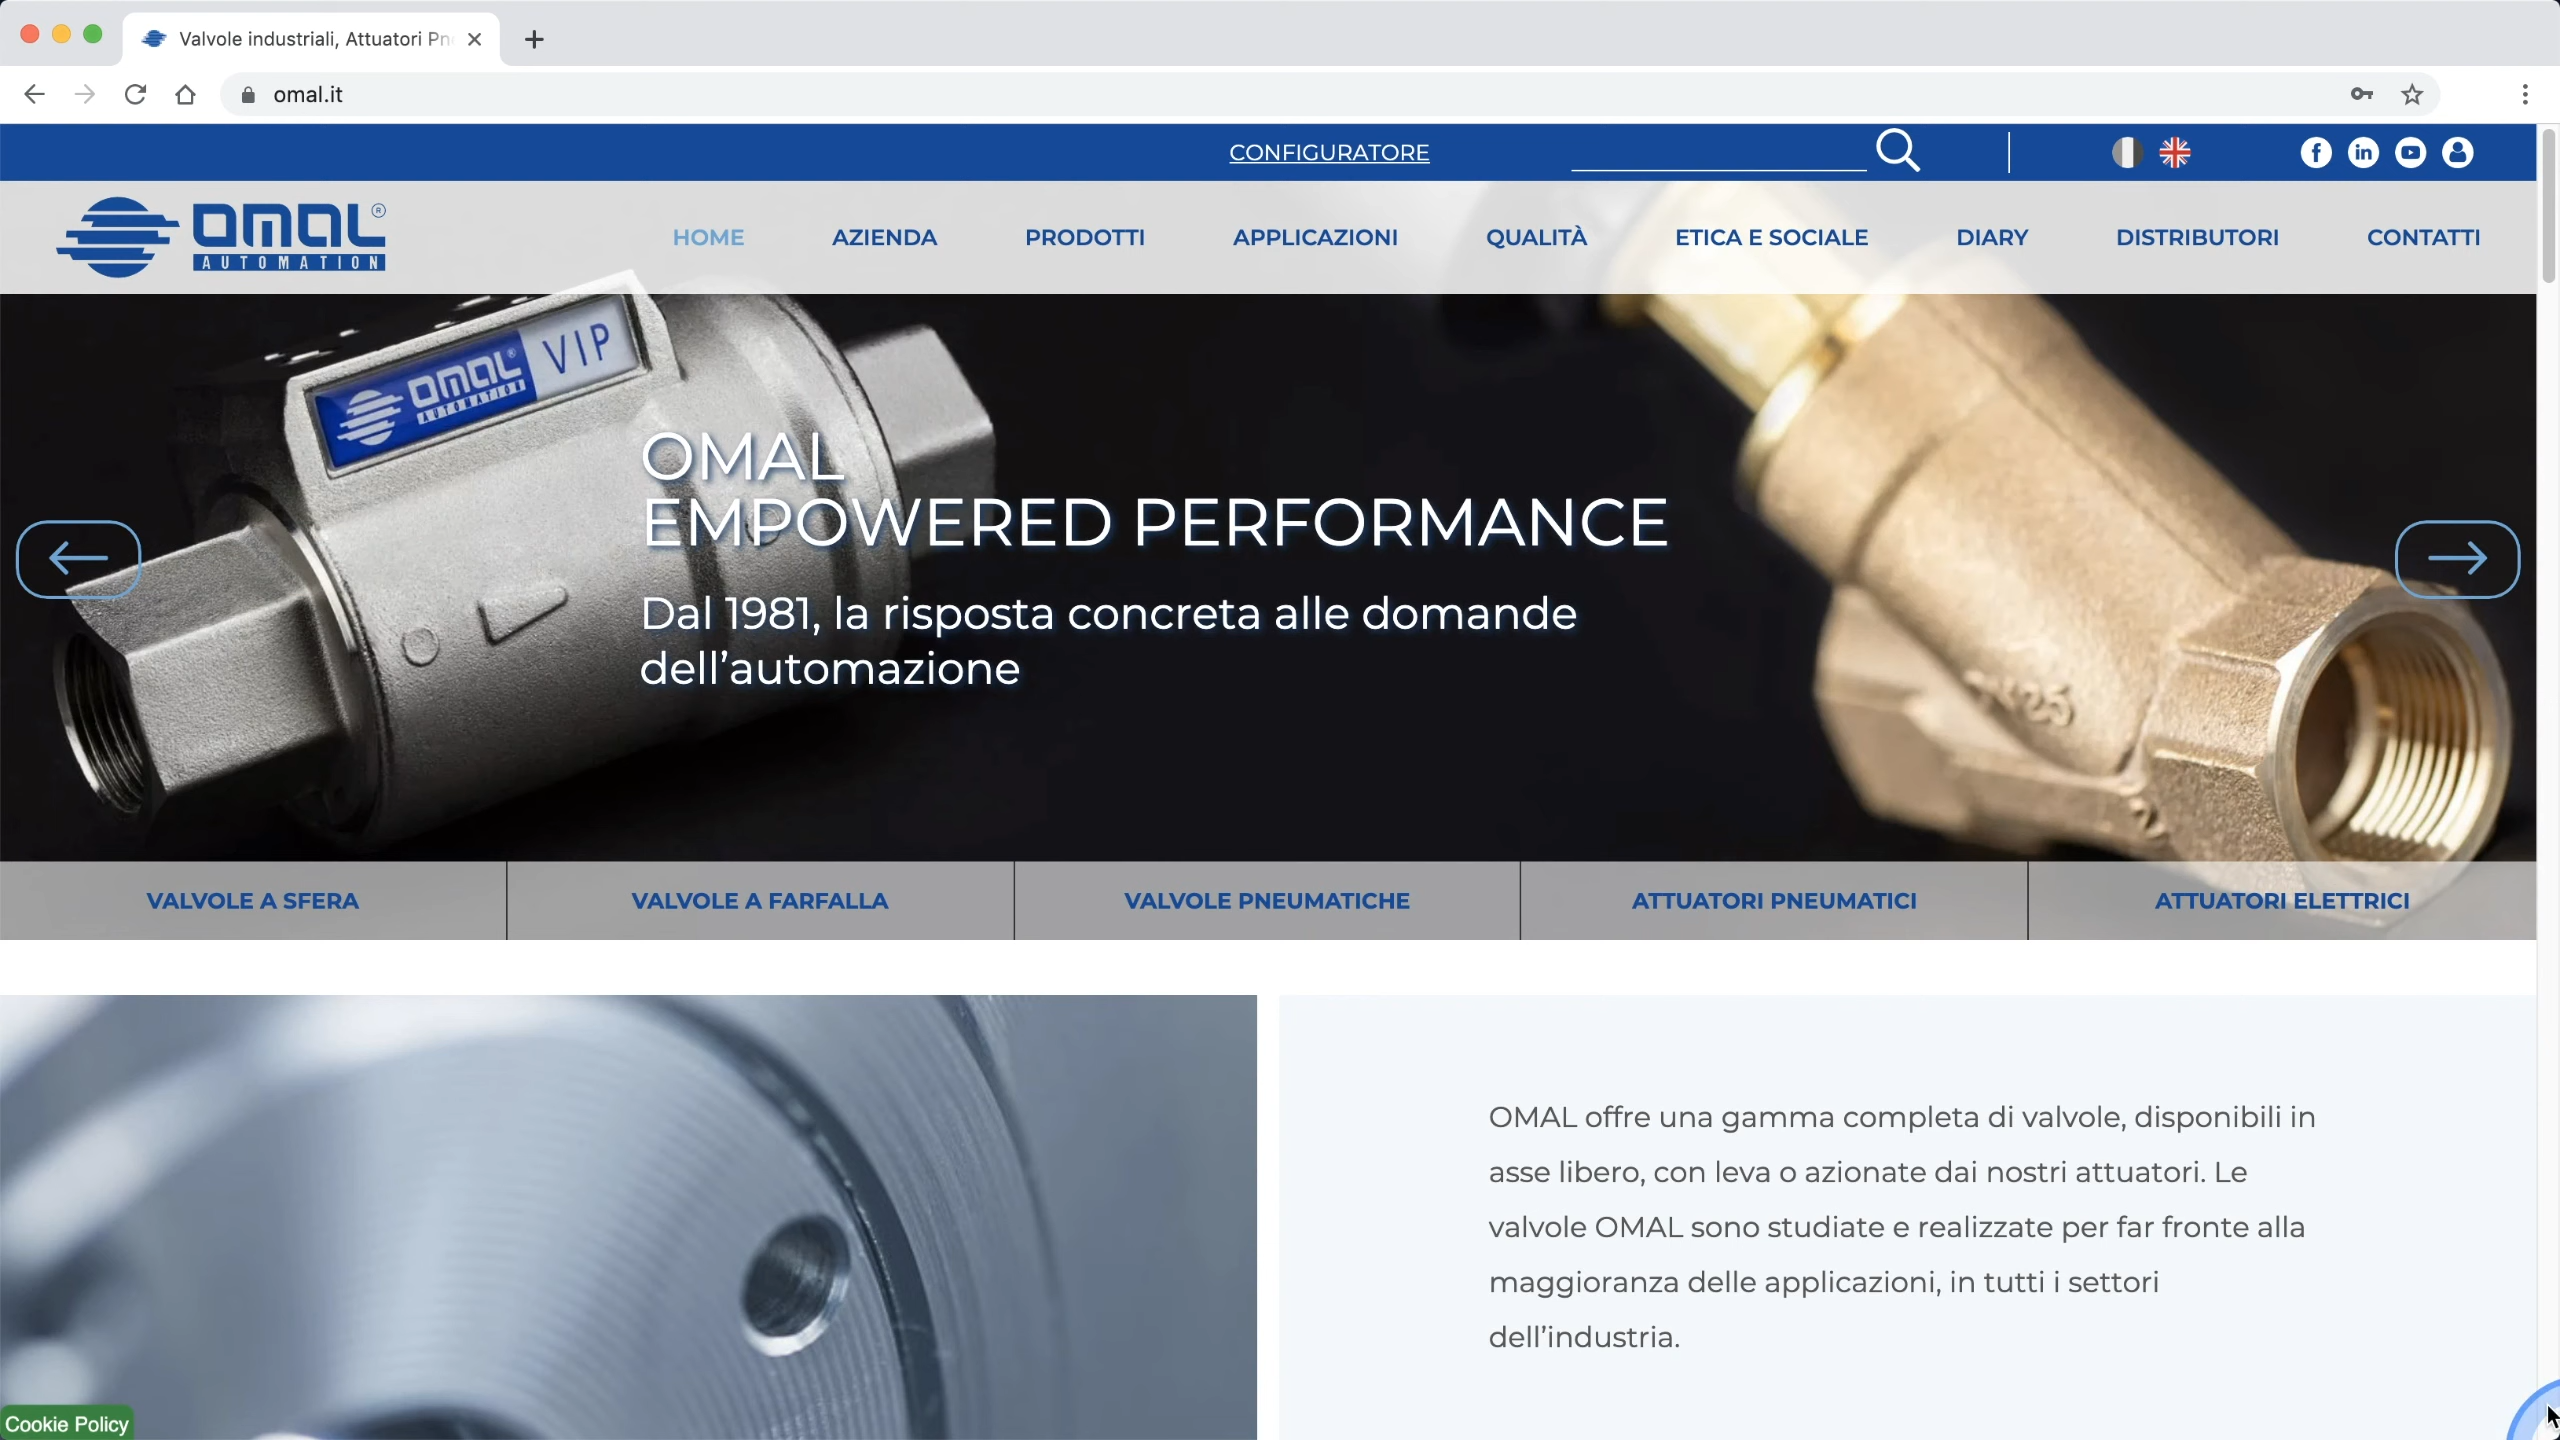 Valvole industriali, Attuatori Pn
omal.it
CONFIGURATORE
OMAL®
AUTOMATION
HOME
AZIENDA
PRODOTTI
APPLICAZIONI
QUALITÀ
ETICA E SOCIALE
DIARY
DISTRIBUTORI
CONTATTI
OMAL® VIP
AUTOMATION
OMAL
EMPOWERED PERFORMANCE
Dal 1981, la risposta concreta alle domande
dell’automazione
VALVOLE A SFERA
VALVOLE A FARFALLA
VALVOLE PNEUMATICHE
ATTUATORI PNEUMATICI
ATTUATORI ELETTRICI
OMAL offre una gamma completa di valvole, disponibili in
asse libero, con leva o azionate dai nostri attuatori. Le
valvole OMAL sono studiate e realizzate per far fronte alla
maggioranza delle applicazioni, in tutti i settori
dell’industria.
Cookie Policy